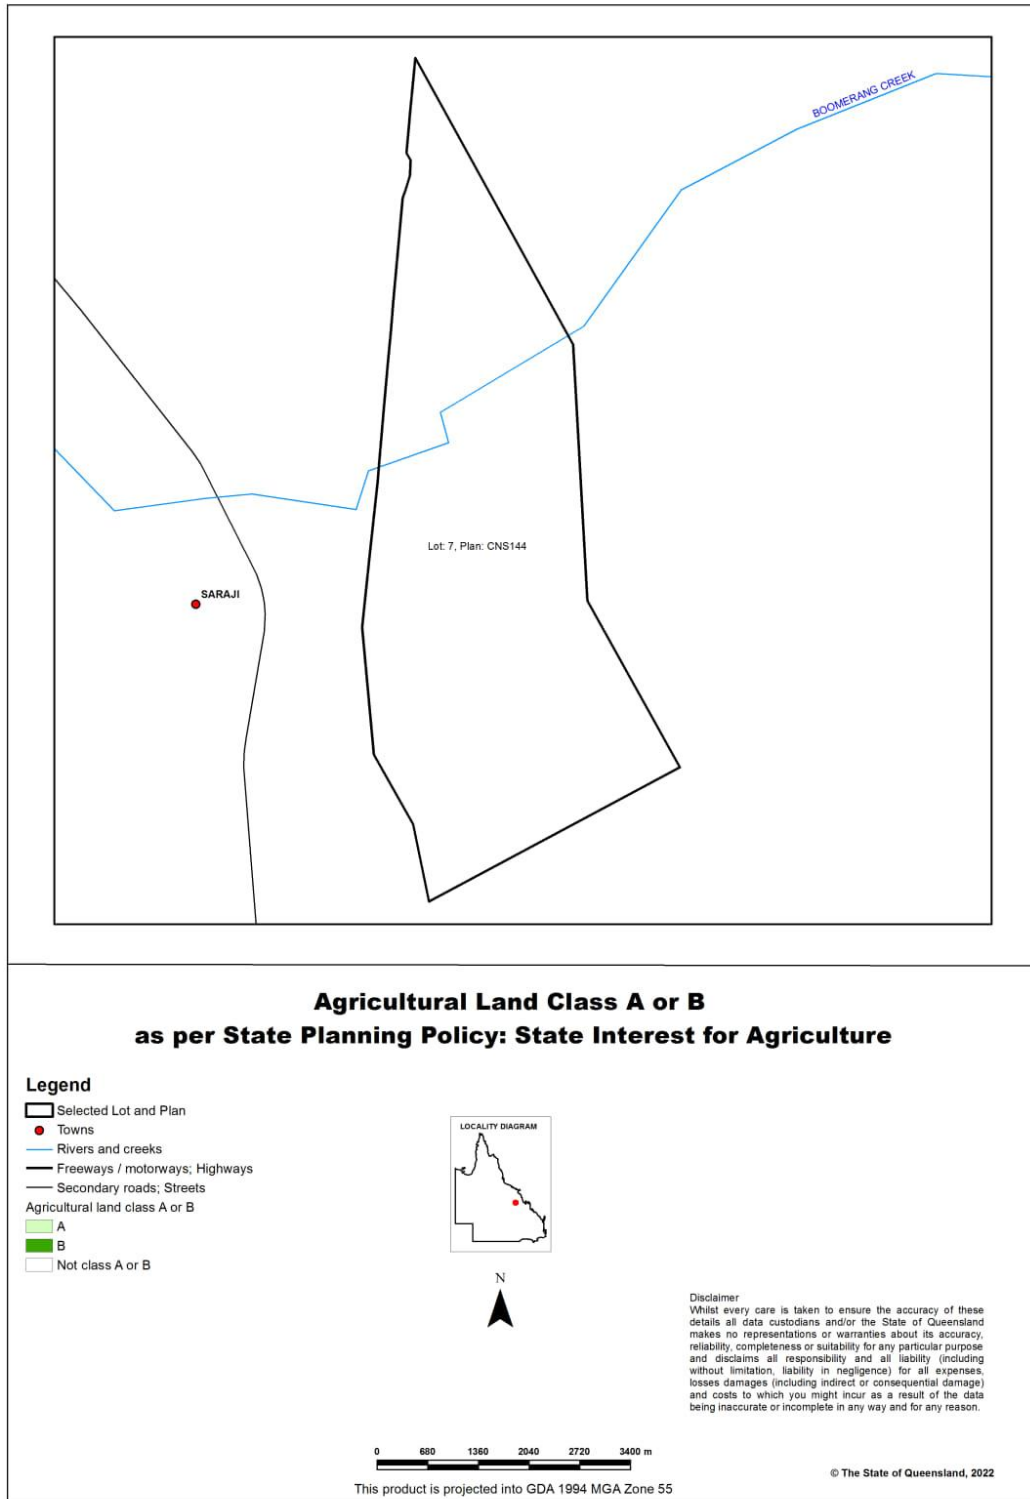 BOOMERANG CREEK
Lot: 7, Plan: CNS144
SARAJI
Agricultural Land Class A or B
as per State Planning Policy: State Interest for Agriculture
Legend
Selected Lot and Plan
Towns
Rivers and creeks
Freeways / motorways; Highways
Secondary roads; Streets
Agricultural land class A or B
A
B
Not class A or B
LOCALITY DIAGRAM
N
Disclaimer
Whilst every care is taken to ensure the accuracy of these
details all data custodians and/or the State of Queensland
makes no representations or warranties about its accuracy,
reliability, completeness or suitability for any particular purpose
and disclaims all responsibility and all liability (including
without limitation, liability in negligence) for all expenses,
losses damages (including indirect or consequential damage)
and costs to which you might incur as a result of the data
being inaccurate or incomplete in any way and for any reason.
0 680 1360 2040 2720 3400 m
This product is projected into GDA 1994 MGA Zone 55
© The State of Queensland, 2022